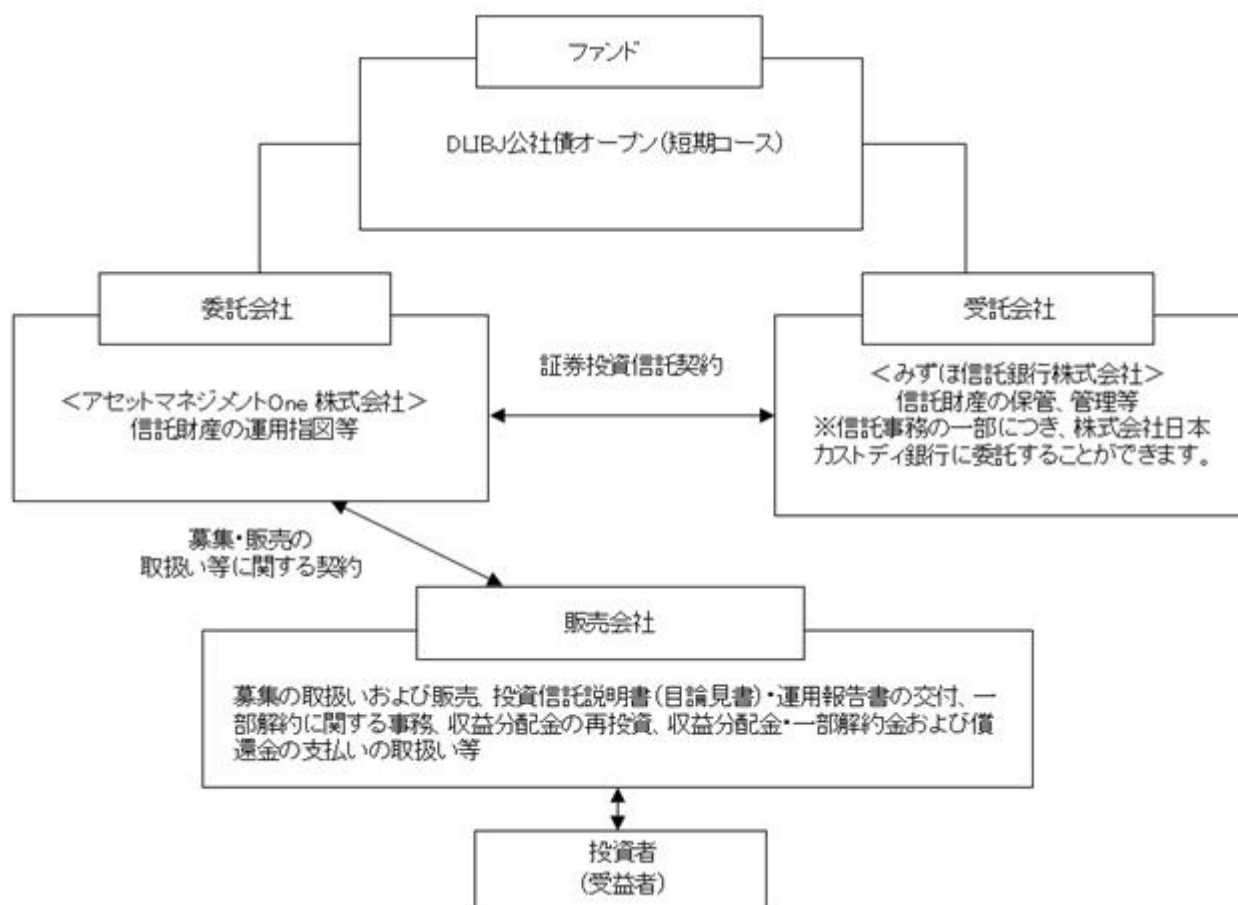 ファンド
DLIBJ公社債オープン(短期コース)
委託会社
<アセットマネジメントOne 株式会社>
信託財産の運用指図等
証券投資信託契約
受託会社
<みずほ信託銀行株式会社>
信託財産の保管、管理等
※信託事務の一部につき、株式会社日本
カストディ銀行に委託することができます。
募集・販売の
取扱い等に関する契約
販売会社
募集の取扱いおよび販売、投資信託説明書(目論見書)・運用報告書の交付、一
部解約に関する事務、収益分配金の再投資、収益分配金・一部解約金および償
還金の支払いの取扱い等
投資者
(受益者)